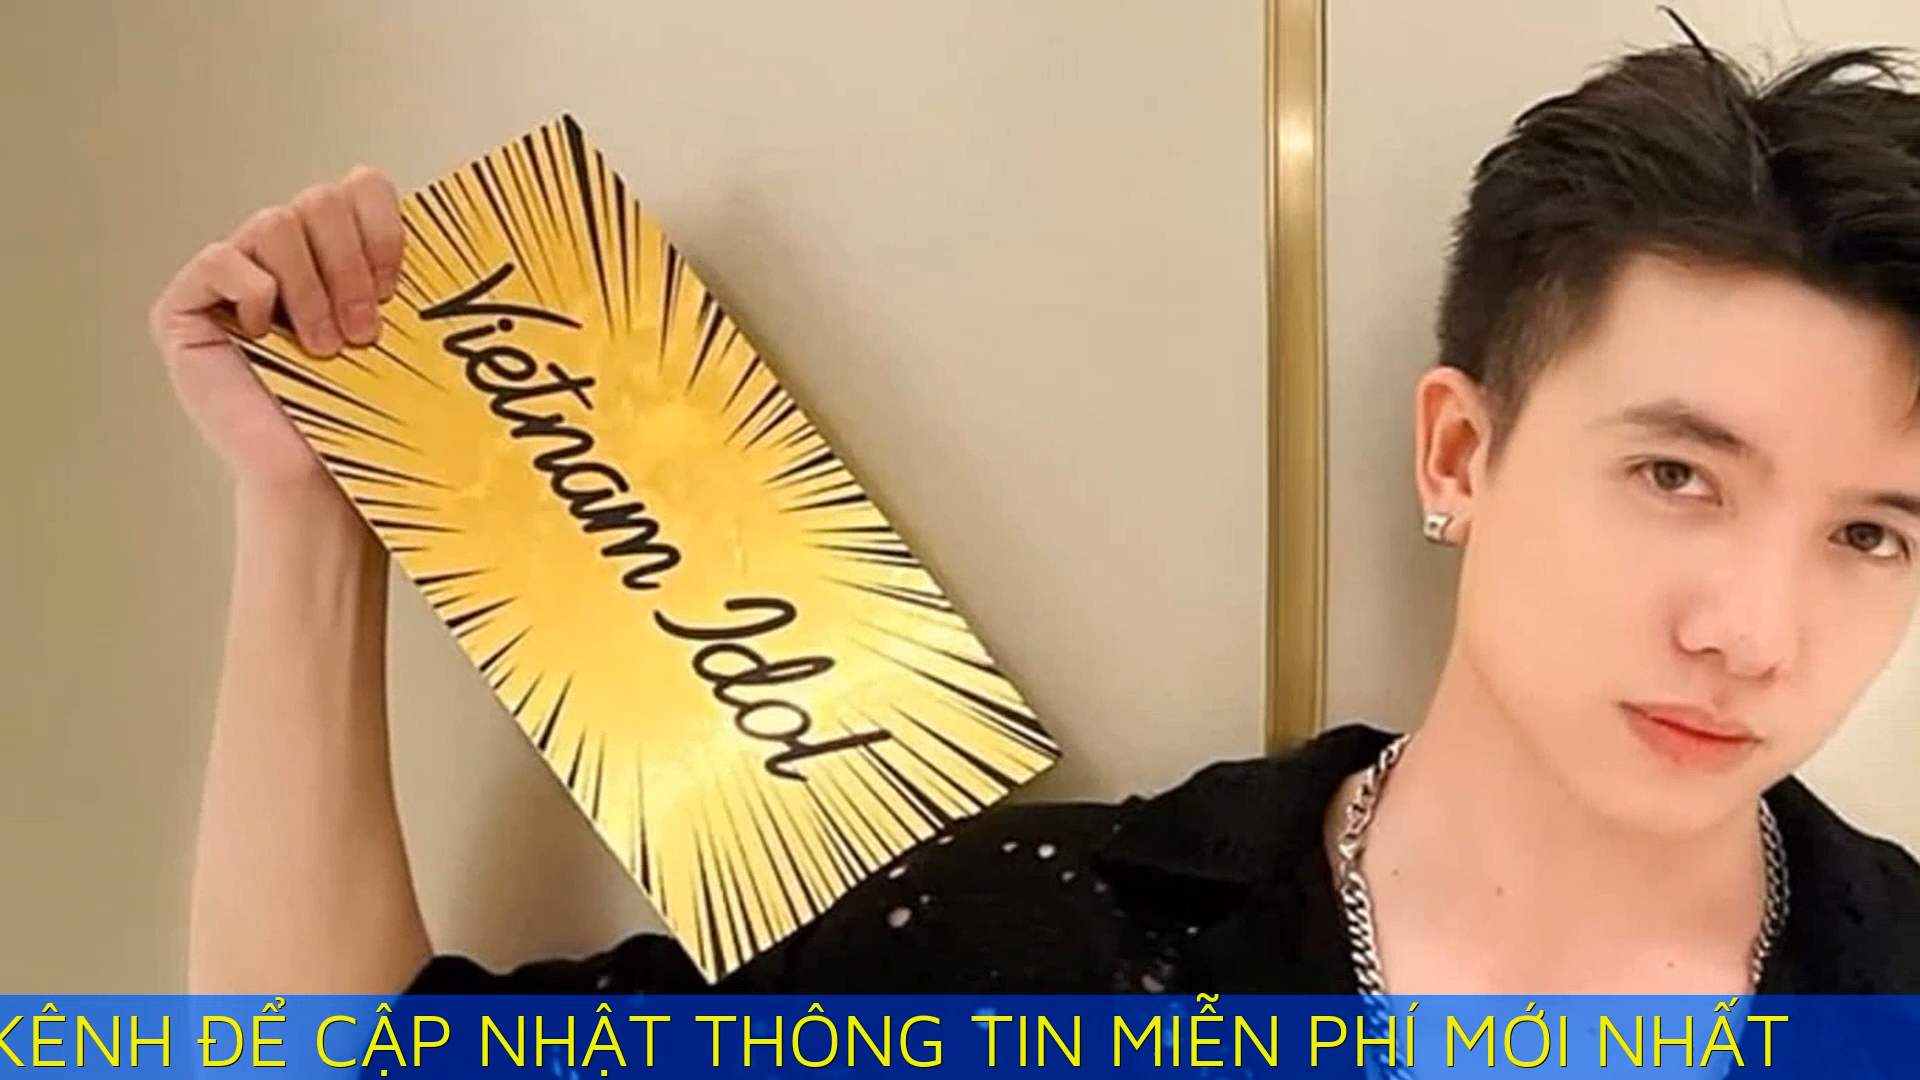 Vietnam Idol
KÊNH ĐỂ CẬP NHẬT THÔNG TIN MIỄN PHÍ MỚI NHẤT